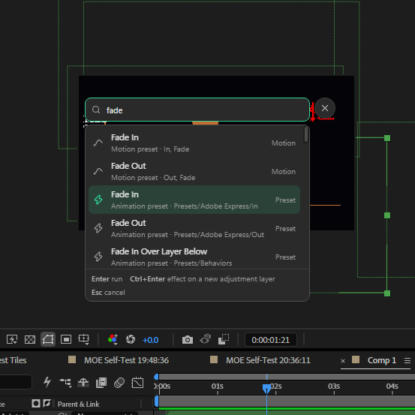 fade
Fade In
Motion preset · In, Fade
Motion
Fade Out
Motion preset · Out, Fade
Motion
Fade In
Animation preset · Presets/Adobe Express/In
Preset
Fade Out
Animation preset · Presets/Adobe Express/Out
Preset
Fade In Over Layer Below
Animation preset · Presets/Behaviors
Preset
Enter run Ctrl+Enter effect on a new adjustment layer
Esc cancel
+0.0
0:00:01:21
est Tiles
MOE Self-Test 19:48:36
MOE Self-Test 20:36:11
× Comp 1
:00s 01s 02s 03s 04s
Parent & Link